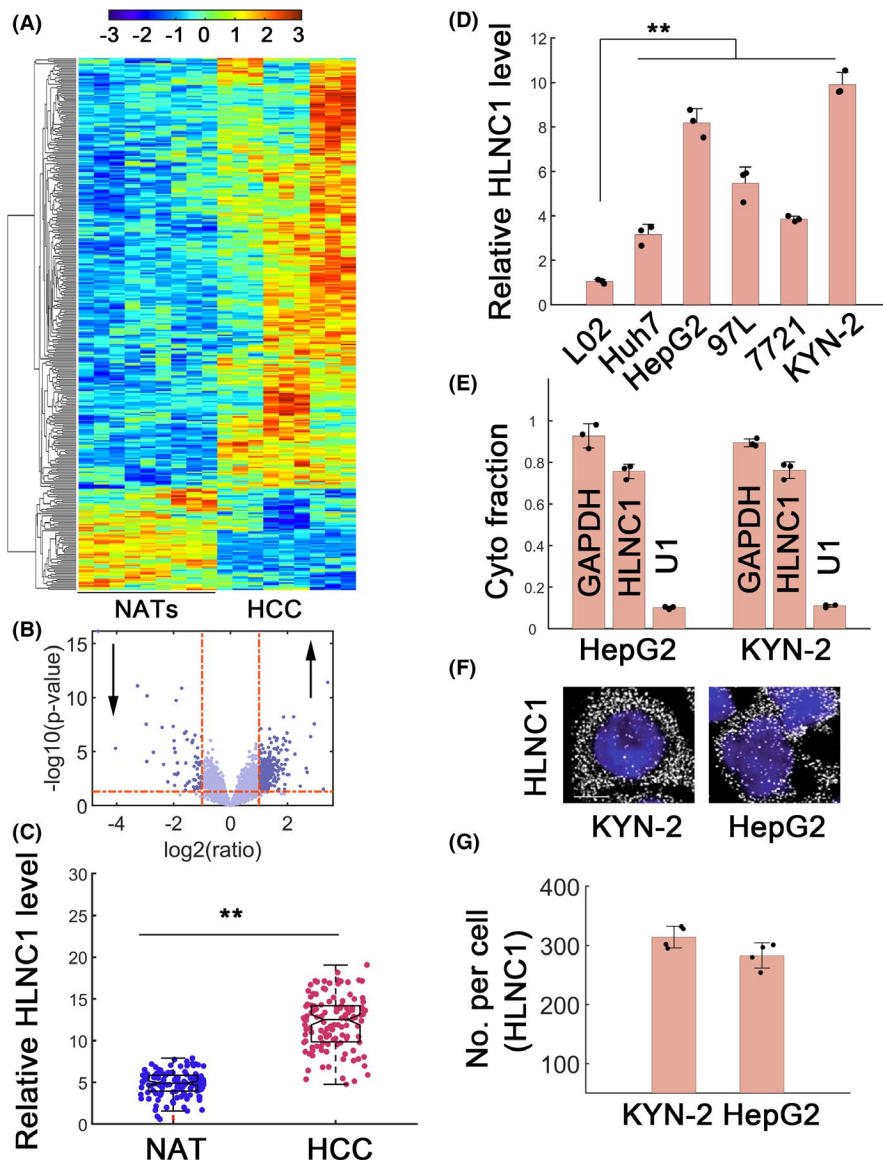 (A)
-3 -2 -1 0 1 2 3
NATs HCC
(B)
15
10
5
0
-log10(p-value)
-4 -2 0 2
log2(ratio)
(C)
30
25
20
15
10
5
0
Relative HLNC1 level
**
NAT HCC
(D)
12
10
8
6
4
2
0
Relative HLNC1 level
**
L02 Huh7 HepG2 97L 7721 KYN-2
(E)
1
0.8
0.6
0.4
0.2
0
Cyto fraction
GAPDH HLNC1 U1 GAPDH HLNC1 U1
HepG2 KYN-2
(F)
HLNC1
KYN-2 HepG2
(G)
400
300
200
100
No. per cell
(HLNC1)
KYN-2 HepG2